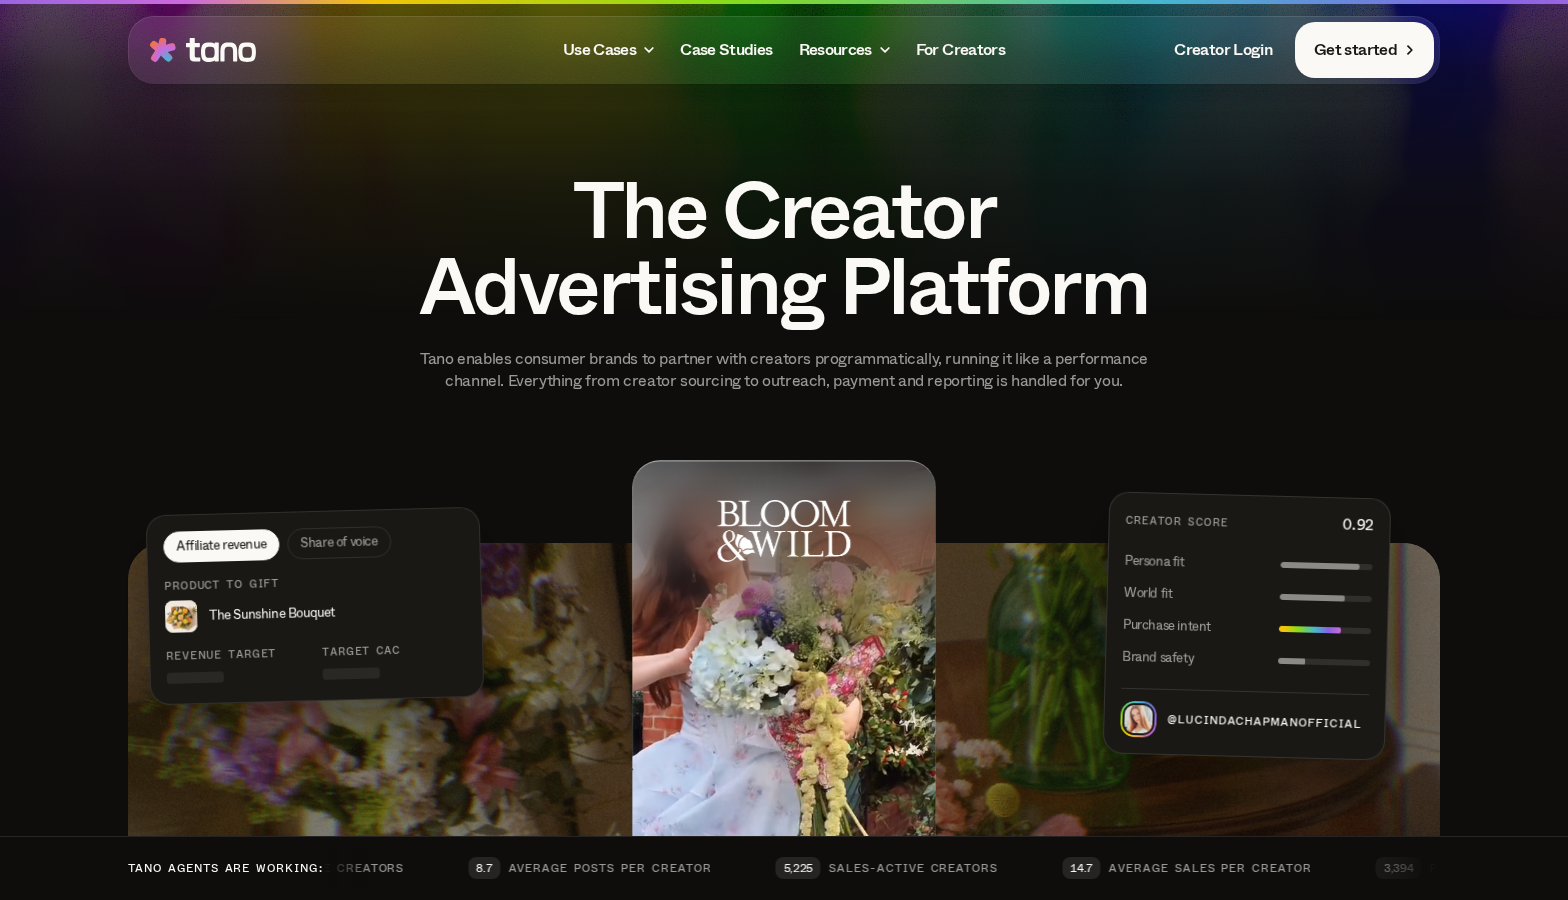 tano
Use Cases
Case Studies
Resources
For Creators
Creator Login
Get started
The Creator
Advertising Platform
Tano enables consumer brands to partner with creators programmatically, running it like a performance
channel. Everything from creator sourcing to outreach, payment and reporting is handled for you.
BLOOM
&WILD
Affiliate revenue
Share of voice
PRODUCT TO GIFT
The Sunshine Bouquet
REVENUE TARGET
TARGET CAC
CREATOR SCORE
0.92
Persona fit
World fit
Purchase intent
Brand safety
@LUCINDACHAPMANOFFICIAL
TANO AGENTS ARE WORKING:
CREATORS
8.7 AVERAGE POSTS PER CREATOR
5,225 SALES-ACTIVE CREATORS
14.7 AVERAGE SALES PER CREATOR
3,394